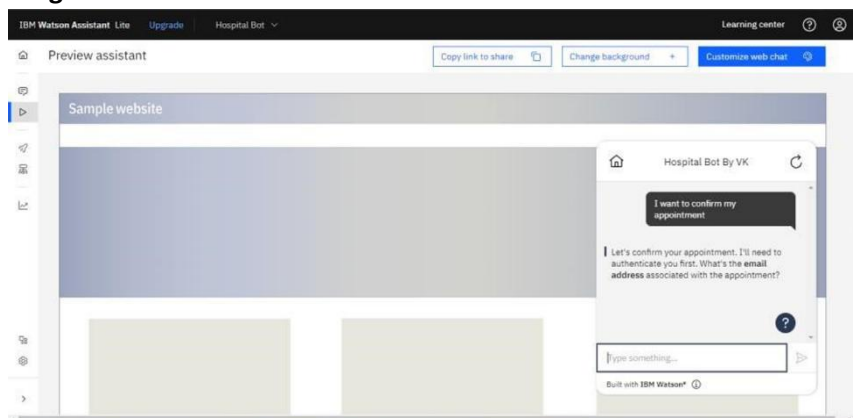 IBM Watson Assistant Lite Upgrade Hospital Bot Learning center
Preview assistant Copy link to share Change background + Customize web chat
Sample website
Hospital Bot By VK
I want to confirm my
appointment
Let's confirm your appointment. I'll need to
authenticate you first. What's the email
address associated with the appointment?
?
Type something...
Built with IBM Watson®